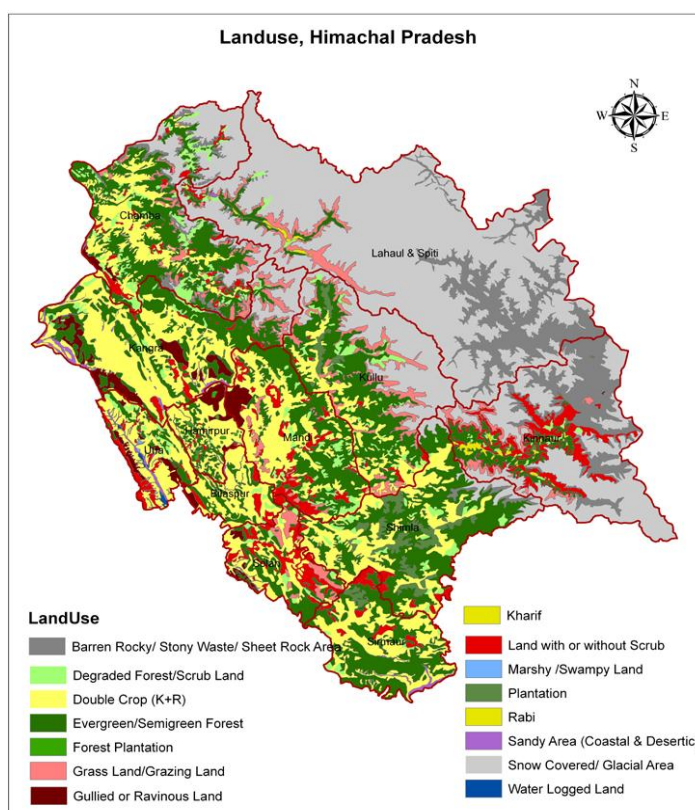 Landuse, Himachal Pradesh
N
W E
S
Chamba
Lahaul & Spiti
Kangra
Kullu
Kinnaur
Hamirpur
Mandi
Una
Bilaspur
Shimla
Solan
Sirmaur
LandUse
Barren Rocky/ Stony Waste/ Sheet Rock Area
Degraded Forest/Scrub Land
Double Crop (K+R)
Evergreen/Semigreen Forest
Forest Plantation
Grass Land/Grazing Land
Gullied or Ravinous Land
Kharif
Land with or without Scrub
Marshy /Swampy Land
Plantation
Rabi
Sandy Area (Coastal & Desertic
Snow Covered/ Glacial Area
Water Logged Land